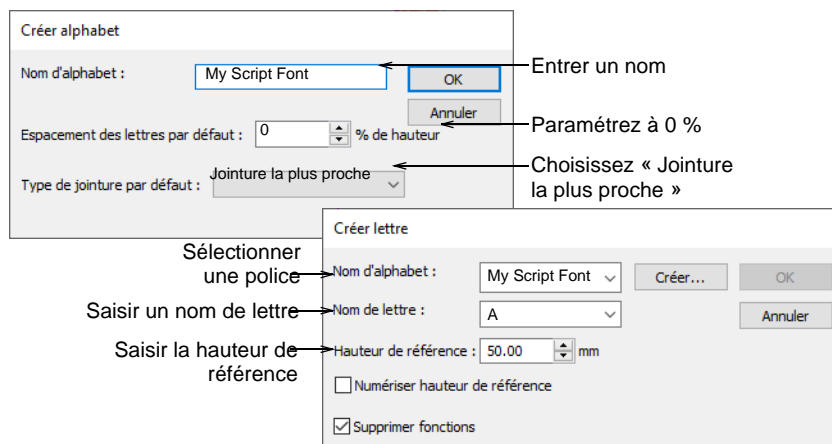 Créer alphabet
Nom d'alphabet :
My Script Font
OK
Entrer un nom
Annuler
Espacement des lettres par défaut :
0
% de hauteur
Paramétrez à 0 %
Type de jointure par défaut :
Jointure la plus proche
Choisissez « Jointure
la plus proche »
Créer lettre
Sélectionner
une police
Nom d'alphabet :
My Script Font
Créer...
OK
Saisir un nom de lettre
Nom de lettre :
A
Annuler
Saisir la hauteur de
référence
Hauteur de référence :
50.00
mm
Numériser hauteur de référence
Supprimer fonctions